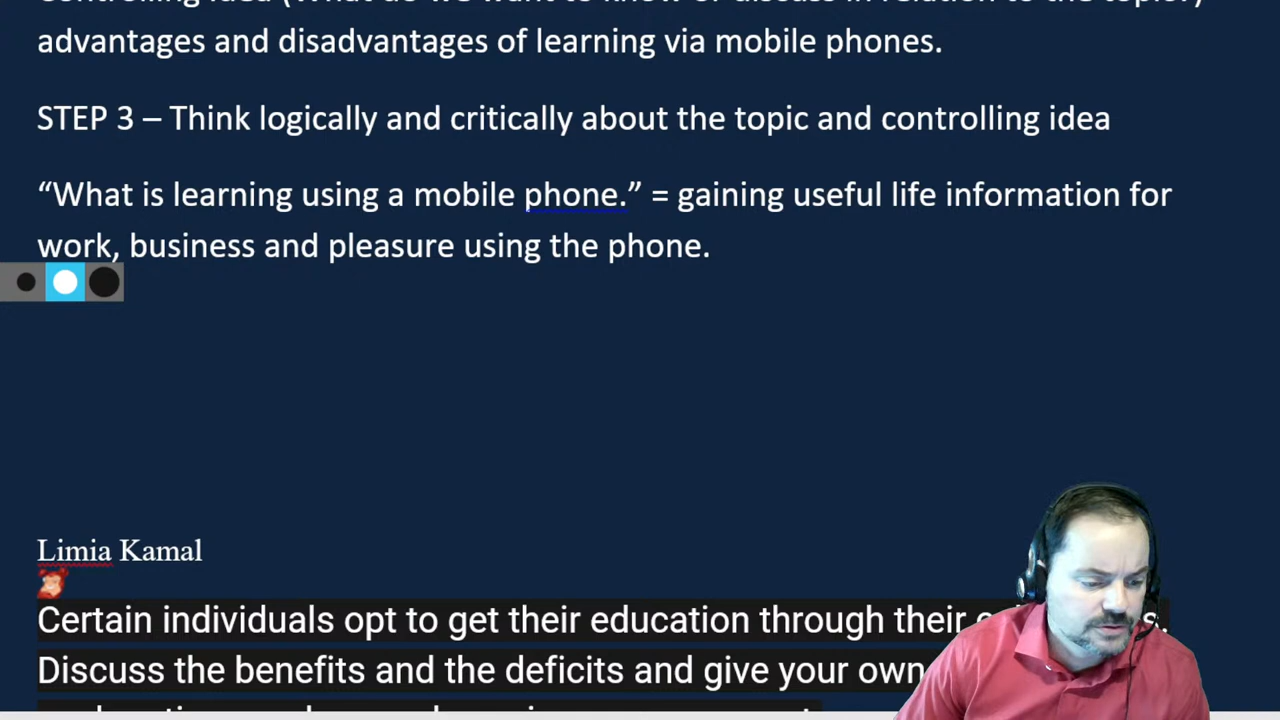 advantages and disadvantages of learning via mobile phones.
STEP 3 – Think logically and critically about the topic and controlling idea
“What is learning using a mobile phone.” = gaining useful life information for
work, business and pleasure using the phone.
Limia Kamal
Certain individuals opt to get their education through their
Discuss the benefits and the deficits and give your own